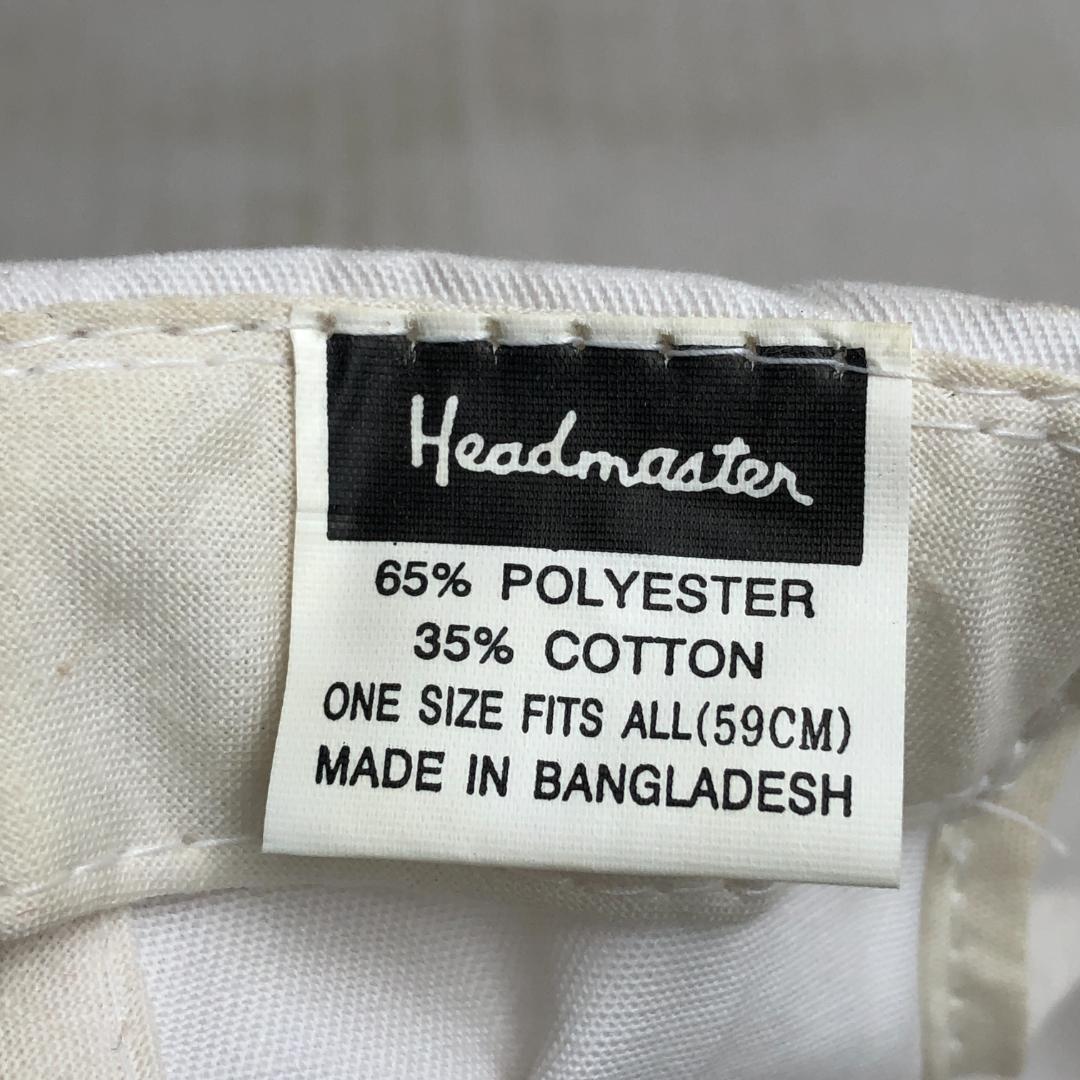 Headmaster
65% POLYESTER
35% COTTON
ONE SIZE FITS ALL(59CM)
MADE IN BANGLADESH